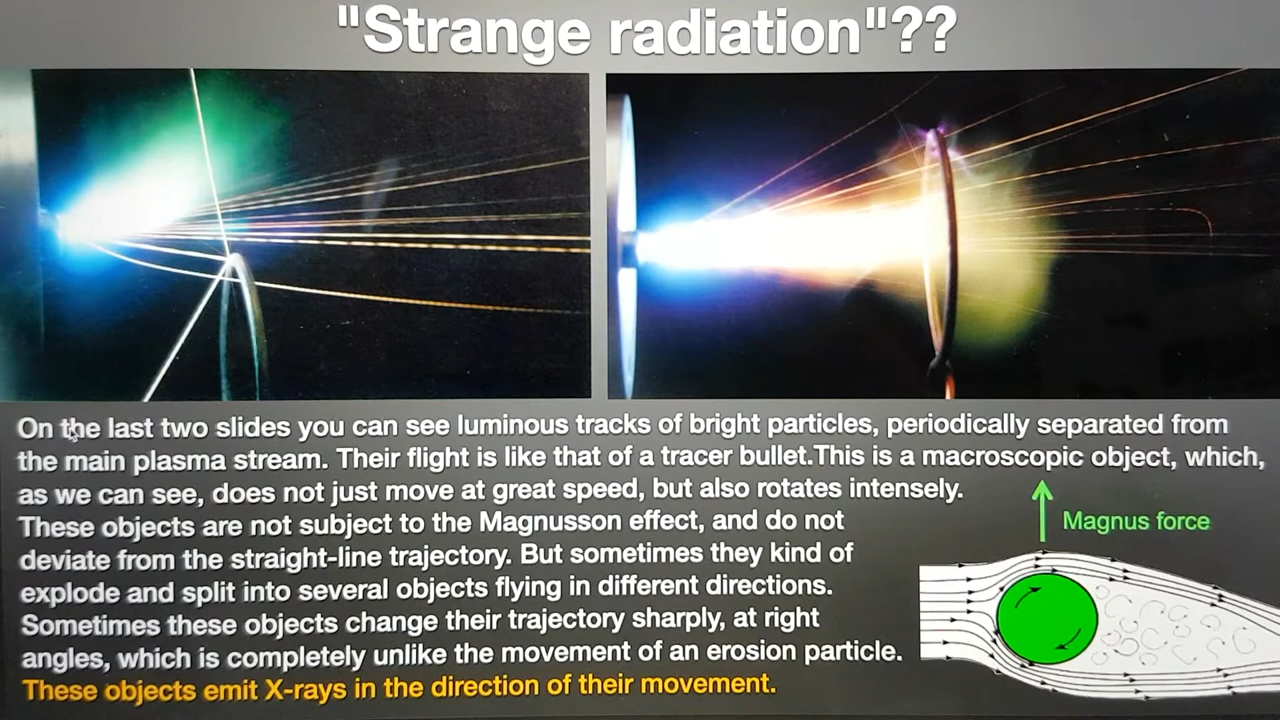 "Strange radiation"??
On the last two slides you can see luminous tracks of bright particles, periodically separated from
the main plasma stream. Their flight is like that of a tracer bullet.This is a macroscopic object, which,
as we can see, does not just move at great speed, but also rotates intensely.
These objects are not subject to the Magnusson effect, and do not
deviate from the straight-line trajectory. But sometimes they kind of
explode and split into several objects flying in different directions.
Sometimes these objects change their trajectory sharply, at right
angles, which is completely unlike the movement of an erosion particle.
These objects emit X-rays in the direction of their movement.
Magnus force